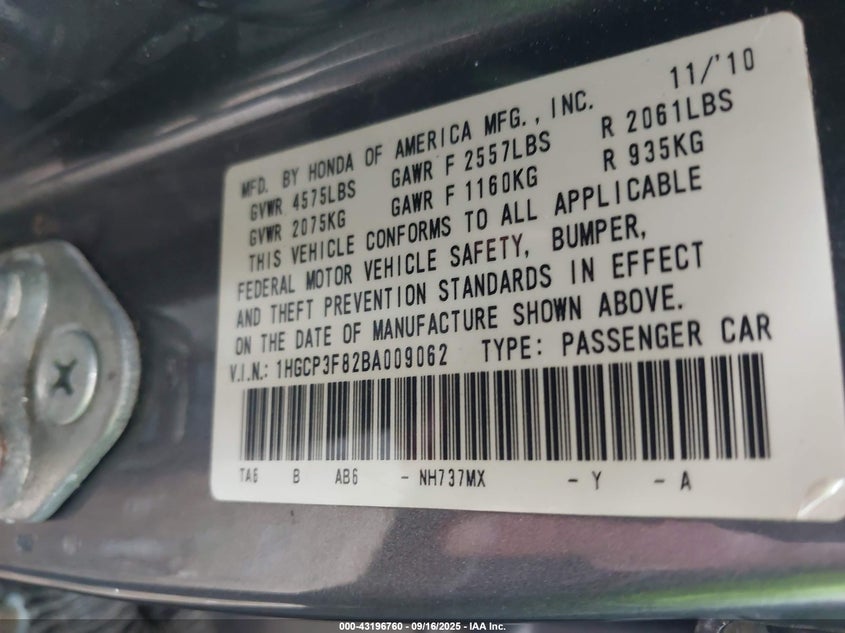 11/'10
MFD. BY HONDA OF AMERICA MFG., INC.
GVWR 4575LBS GAWR F 2557LBS R 2061LBS
GVWR 2075KG GAWR F 1160KG R 935KG
THIS VEHICLE CONFORMS TO ALL APPLICABLE
FEDERAL MOTOR VEHICLE SAFETY, BUMPER,
AND THEFT PREVENTION STANDARDS IN EFFECT
ON THE DATE OF MANUFACTURE SHOWN ABOVE.
V.I.N.: 1HGCP3F82BA009062 TYPE: PASSENGER CAR
TA6 B AB6 - NH737MX - Y - A
000-43196760 - 09/16/2025 - IAA Inc.